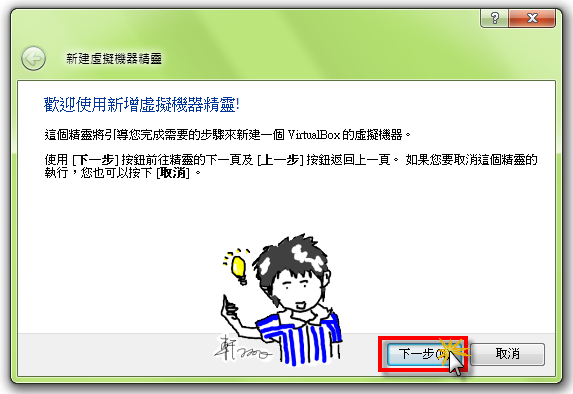 新建虛擬機器精靈
歡迎使用新增虛擬機器精靈!
這個精靈將引導您完成需要的步驟來新建一個 VirtualBox 的虛擬機器。
使用 [下一步] 按鈕前往精靈的下一頁及 [上一步] 按鈕返回上一頁。 如果您要取消這個精靈的
執行，您也可以按下 [取消] 。
軒
下一步(N)
取消